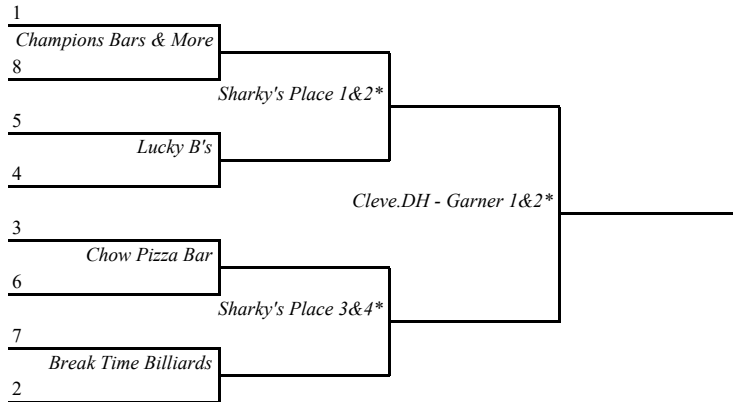 1
Champions Bars & More
8
Sharky's Place 1&2*
5
Lucky B's
4
Cleve.DH - Garner 1&2*
3
Chow Pizza Bar
6
Sharky's Place 3&4*
7
Break Time Billiards
2